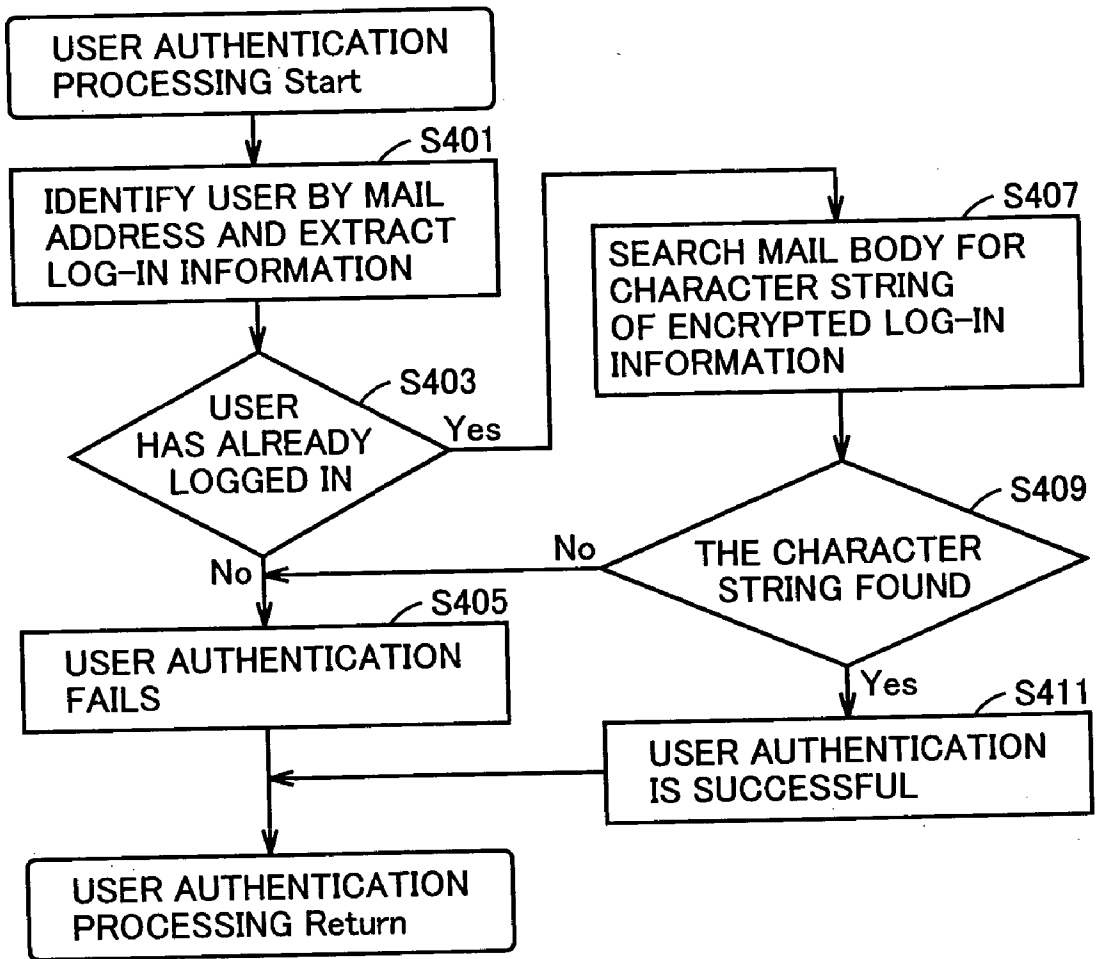 USER AUTHENTICATION
PROCESSING Start
S401
IDENTIFY USER BY MAIL
ADDRESS AND EXTRACT
LOG-IN INFORMATION
S403
USER
HAS ALREADY
LOGGED IN
Yes
No
S405
USER AUTHENTICATION
FAILS
S407
SEARCH MAIL BODY FOR
CHARACTER STRING
OF ENCRYPTED LOG-IN
INFORMATION
S409
THE CHARACTER
STRING FOUND
No
Yes
S411
USER AUTHENTICATION
IS SUCCESSFUL
USER AUTHENTICATION
PROCESSING Return